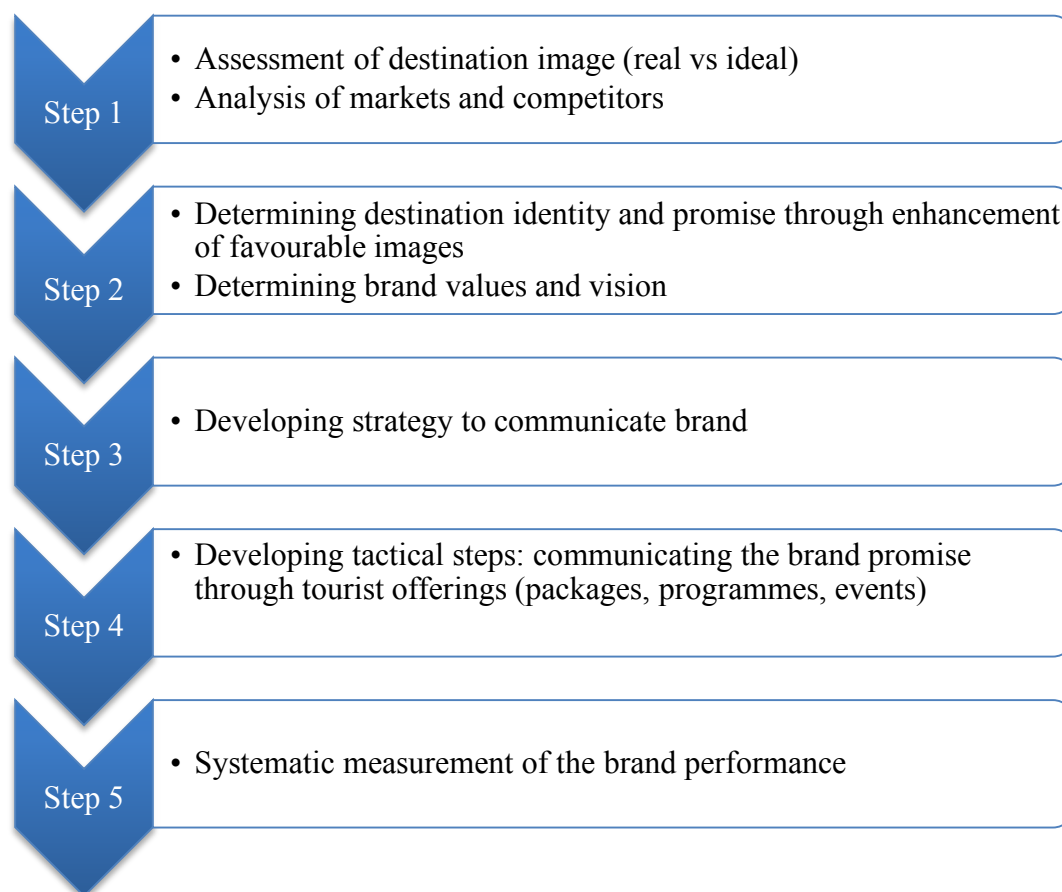 Step 1
• Assessment of destination image (real vs ideal)
• Analysis of markets and competitors
Step 2
• Determining destination identity and promise through enhancement
of favourable images
• Determining brand values and vision
Step 3
• Developing strategy to communicate brand
Step 4
• Developing tactical steps: communicating the brand promise
through tourist offerings (packages, programmes, events)
Step 5
• Systematic measurement of the brand performance